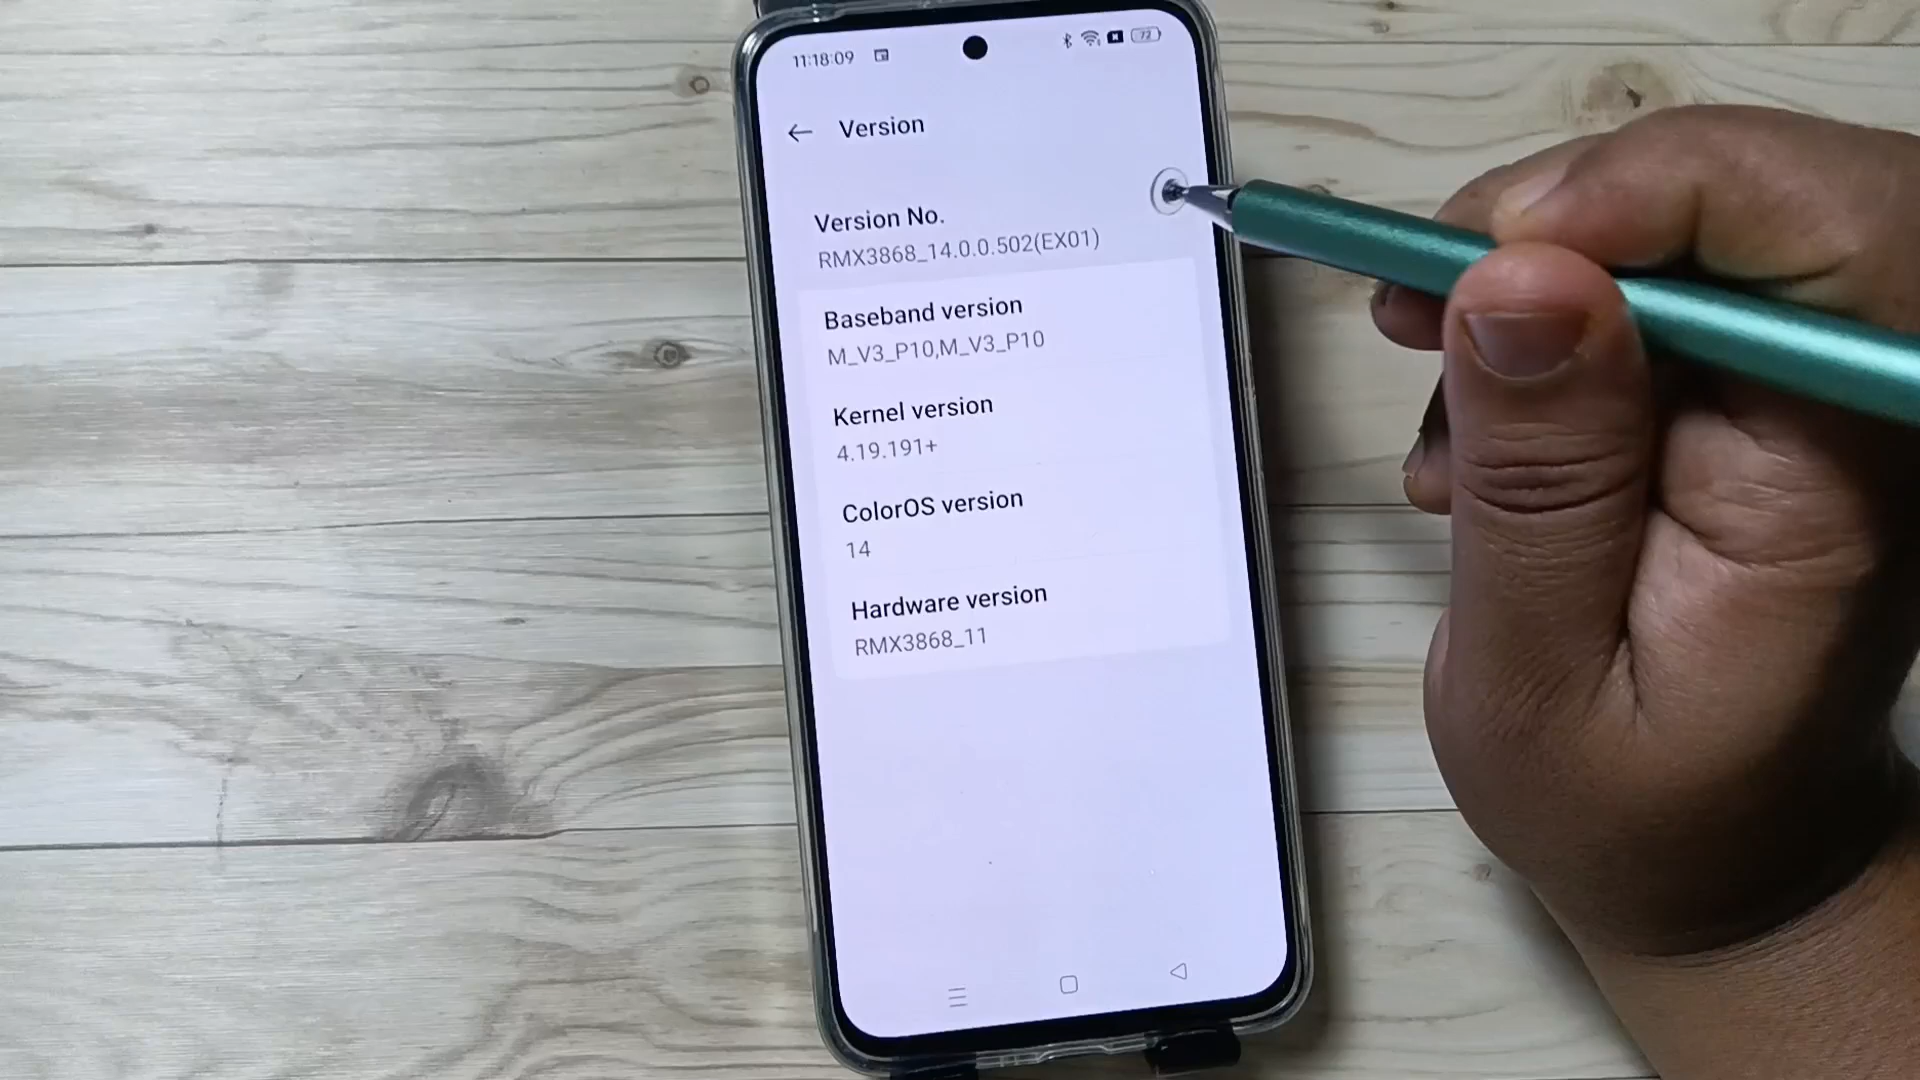 11:18:09
72
Version
Version No.
RMX3868_14.0.0.502(EX01)
Baseband version
M_V3_P10,M_V3_P10
Kernel version
4.19.191+
ColorOS version
14
Hardware version
RMX3868_11